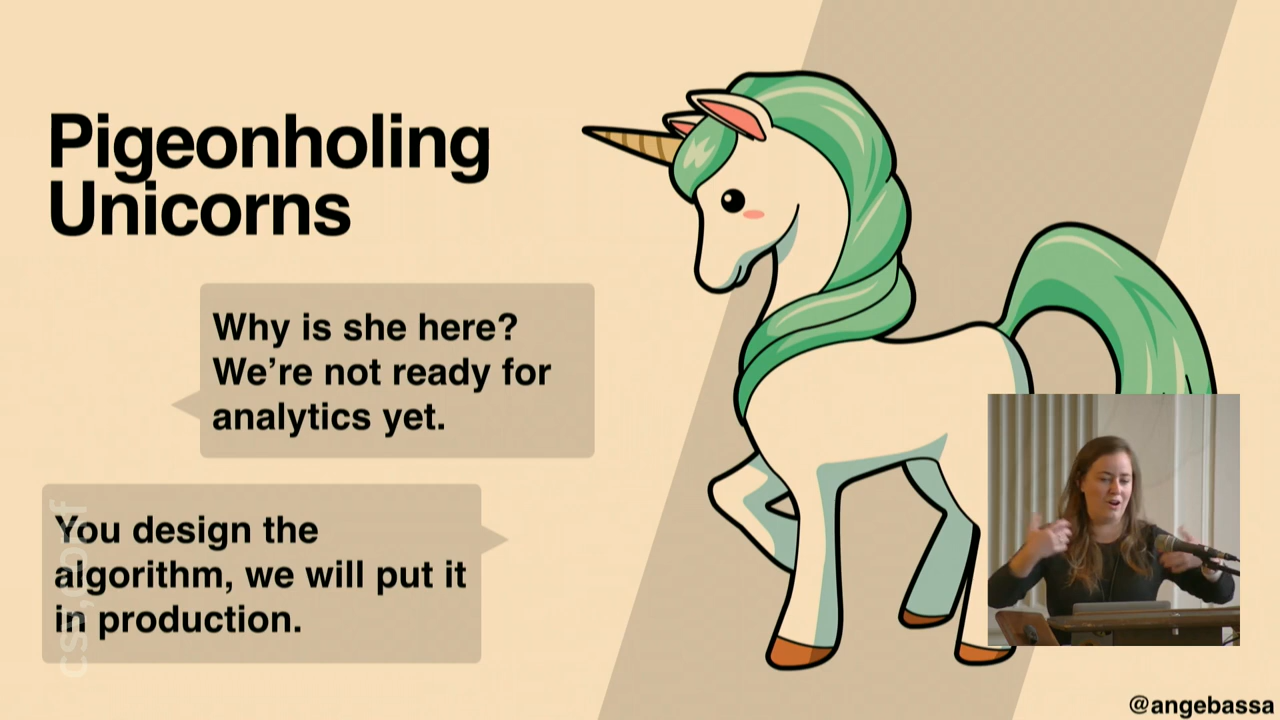 Pigeonholing
Unicorns
Why is she here?
We’re not ready for
analytics yet.
You design the
algorithm, we will put it
in production.
@angebassa